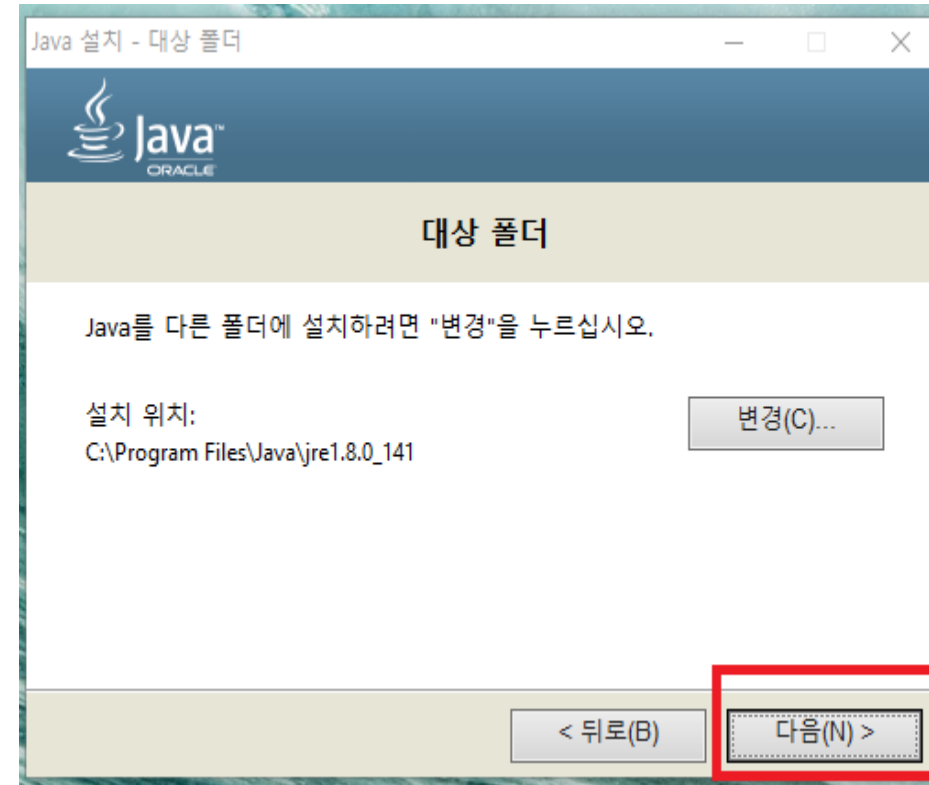 Java 설치 - 대상 폴더
Java™
ORACLE
대상 폴더
Java를 다른 폴더에 설치하려면 "변경"을 누르십시오.
설치 위치:
변경(C)...
C:\Program Files\Java\jre1.8.0_141
< 뒤로(B)
다음(N) >